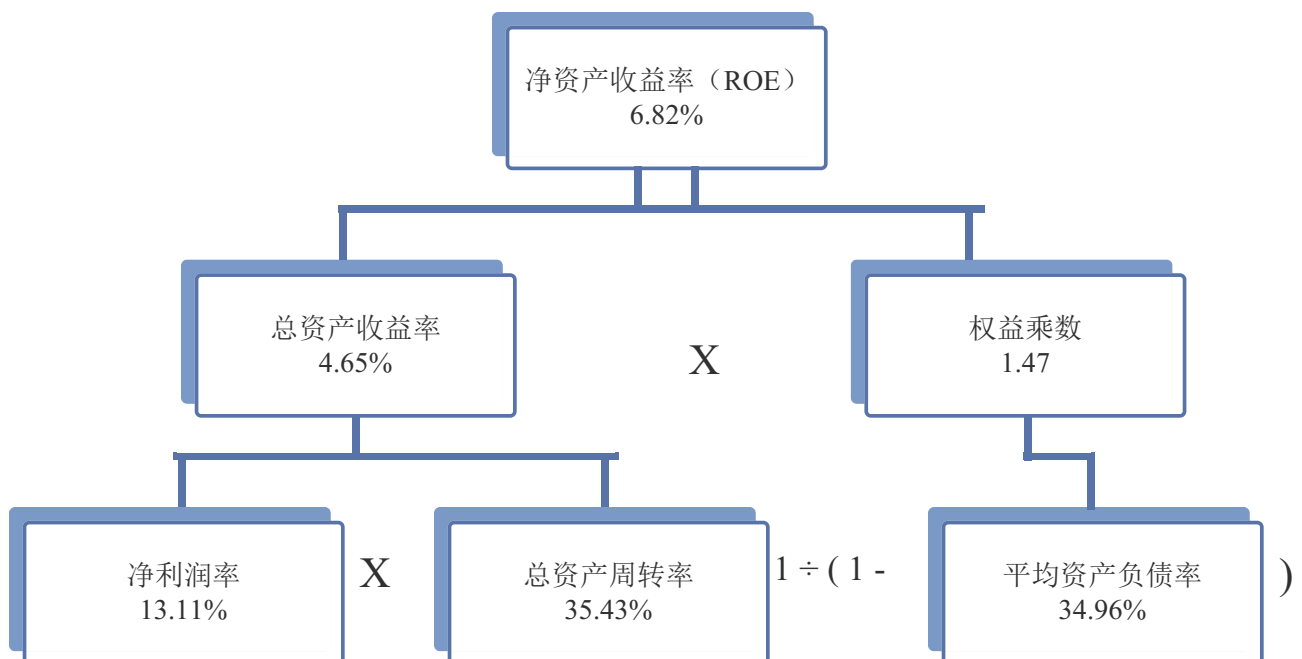 净资产收益率（ROE）
6.82%
总资产收益率
4.65%
X
权益乘数
1.47
净利润率
13.11%
X
总资产周转率
35.43%
1 ÷ ( 1 -
平均资产负债率
34.96%
)